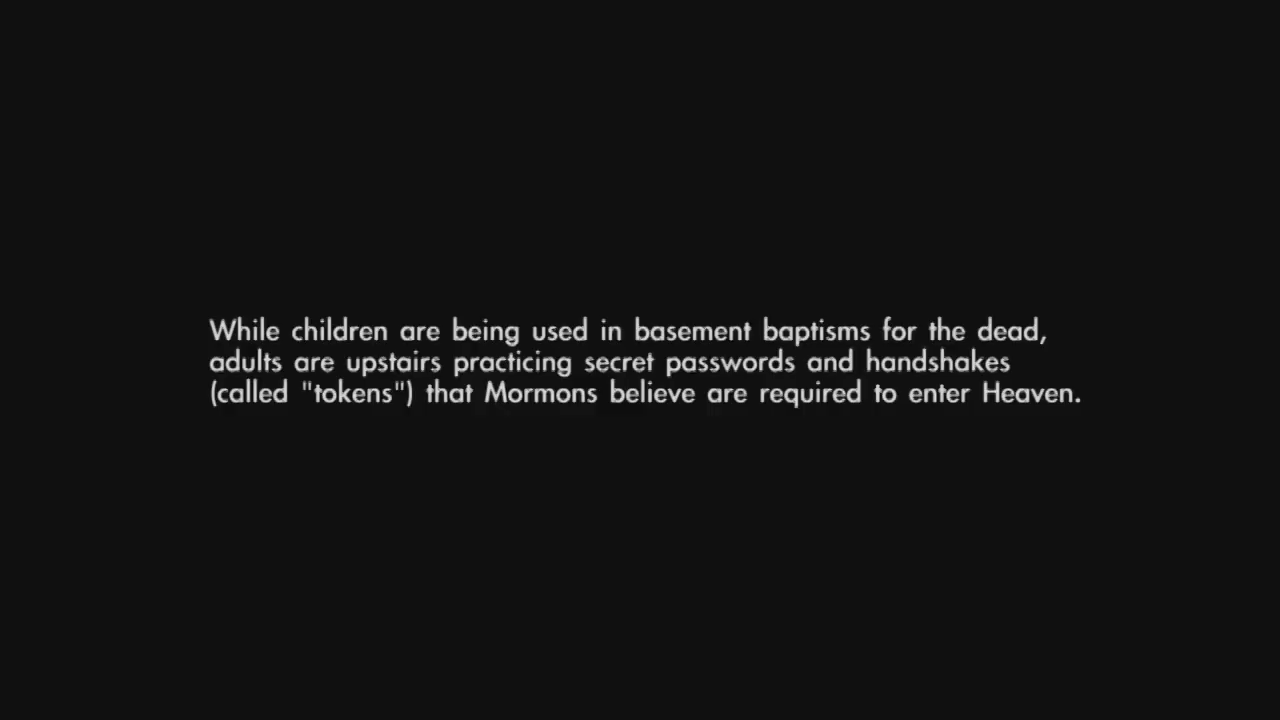 While children are being used in basement baptisms for the dead,
adults are upstairs practicing secret passwords and handshakes
(called "tokens") that Mormons believe are required to enter Heaven.